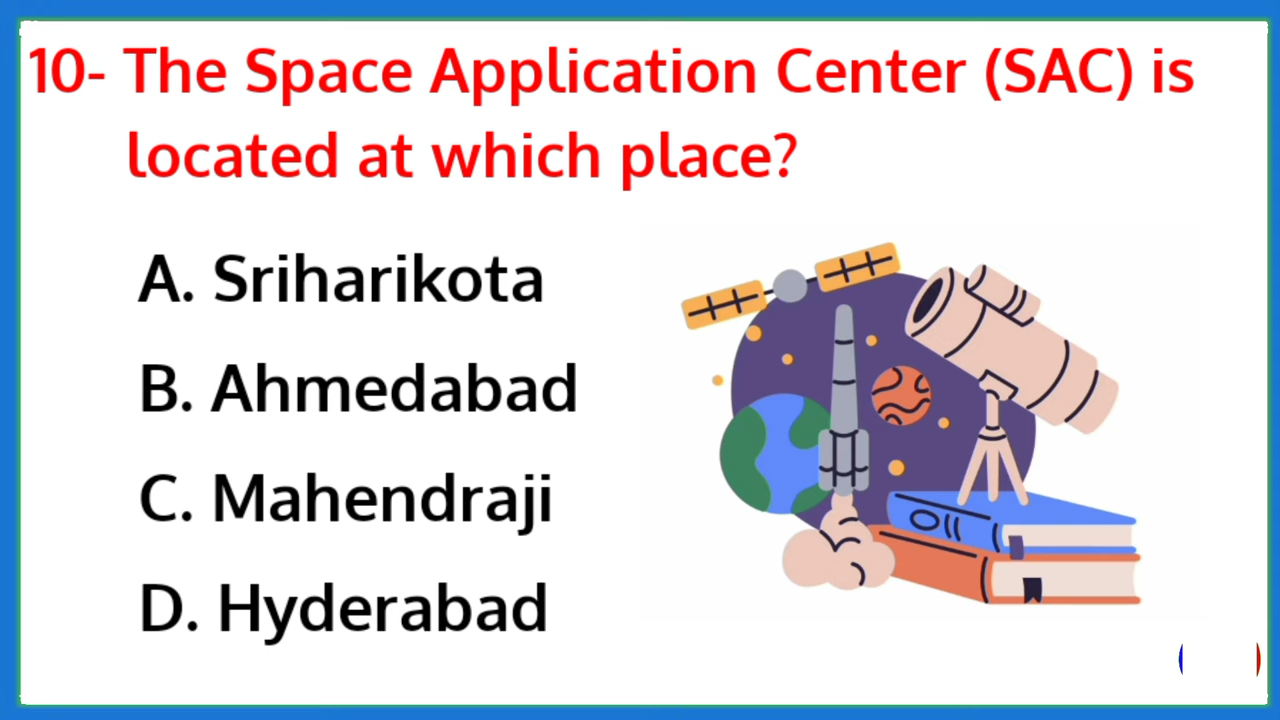 10- The Space Application Center (SAC) is
located at which place?
A. Sriharikota
B. Ahmedabad
C. Mahendraji
D. Hyderabad